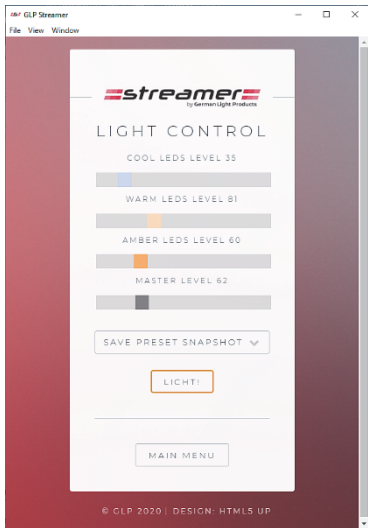 GLP Streamer
File View Window
streamer
by German Light Products
LIGHT CONTROL
COOL LEDS LEVEL 35
WARM LEDS LEVEL 81
AMBER LEDS LEVEL 60
MASTER LEVEL 62
SAVE PRESET SNAPSHOT
LICHT!
MAIN MENU
© GLP 2020 | DESIGN: HTML5 UP